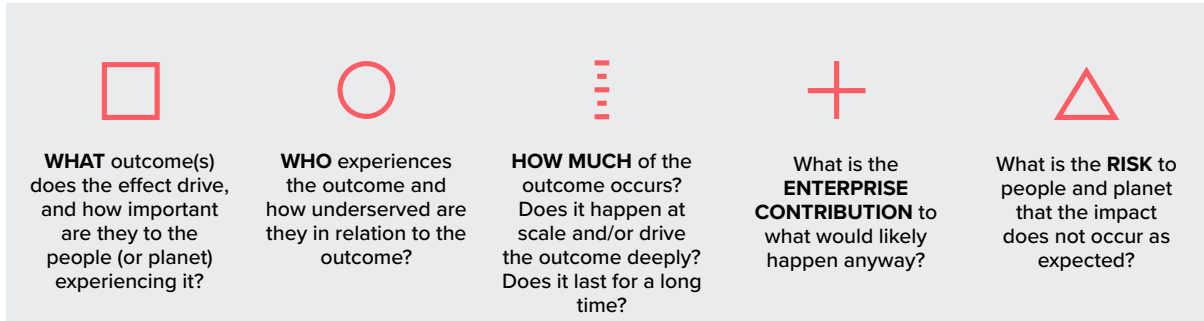 WHAT outcome(s)
does the effect drive,
and how important
are they to the
people (or planet)
experiencing it?
WHO experiences
the outcome and
how underserved are
they in relation to the
outcome?
HOW MUCH of the
outcome occurs?
Does it happen at
scale and/or drive
the outcome deeply?
Does it last for a long
time?
What is the
ENTERPRISE
CONTRIBUTION to
what would likely
happen anyway?
What is the RISK to
people and planet
that the impact
does not occur as
expected?